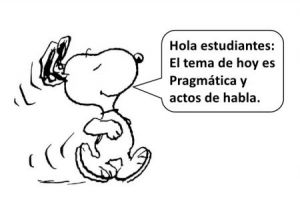 Hola estudiantes:
El tema de hoy es
Pragmática y
actos de habla.